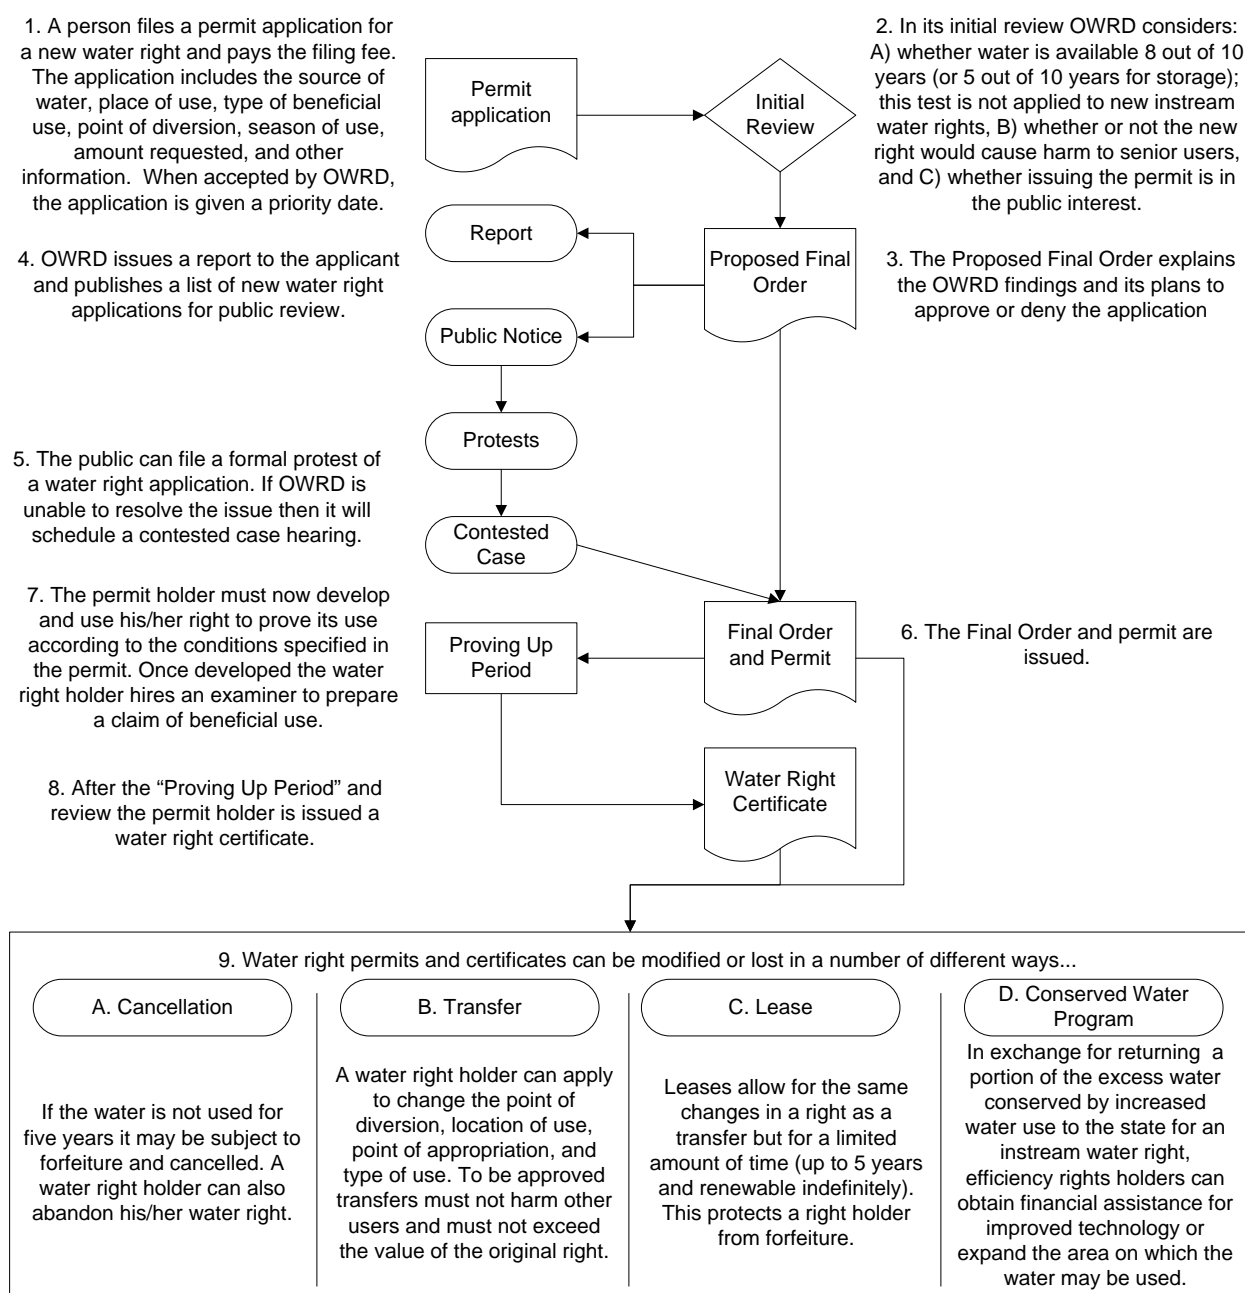 1. A person files a permit application for
a new water right and pays the filing fee.
The application includes the source of
water, place of use, type of beneficial
use, point of diversion, season of use,
amount requested, and other
information.  When accepted by OWRD,
the application is given a priority date.
Permit
application
Initial
Review
2. In its initial review OWRD considers:
A) whether water is available 8 out of 10
years (or 5 out of 10 years for storage);
this test is not applied to new instream
water rights, B) whether or not the new
right would cause harm to senior users,
and C) whether issuing the permit is in
the public interest.
Report
Proposed Final
Order
3. The Proposed Final Order explains
the OWRD findings and its plans to
approve or deny the application
4. OWRD issues a report to the applicant
and publishes a list of new water right
applications for public review.
Public Notice
Protests
5. The public can file a formal protest of
a water right application. If OWRD is
unable to resolve the issue then it will
schedule a contested case hearing.
Contested
Case
Final Order
and Permit
6. The Final Order and permit are
issued.
7. The permit holder must now develop
and use his/her right to prove its use
according to the conditions specified in
the permit. Once developed the water
right holder hires an examiner to prepare
a claim of beneficial use.
Proving Up
Period
8. After the “Proving Up Period” and
review the permit holder is issued a
water right certificate.
Water Right
Certificate
9. Water right permits and certificates can be modified or lost in a number of different ways...
A. Cancellation
If the water is not used for
five years it may be subject to
forfeiture and cancelled. A
water right holder can also
abandon his/her water right.
B. Transfer
A water right holder can apply
to change the point of
diversion, location of use,
point of appropriation, and
type of use. To be approved
transfers must not harm other
users and must not exceed
the value of the original right.
C. Lease
Leases allow for the same
changes in a right as a
transfer but for a limited
amount of time (up to 5 years
and renewable indefinitely).
This protects a right holder
from forfeiture.
D. Conserved Water
Program
In exchange for returning  a
portion of the excess water
conserved by increased
water use to the state for an
instream water right,
efficiency rights holders can
obtain financial assistance for
improved technology or
expand the area on which the
water may be used.